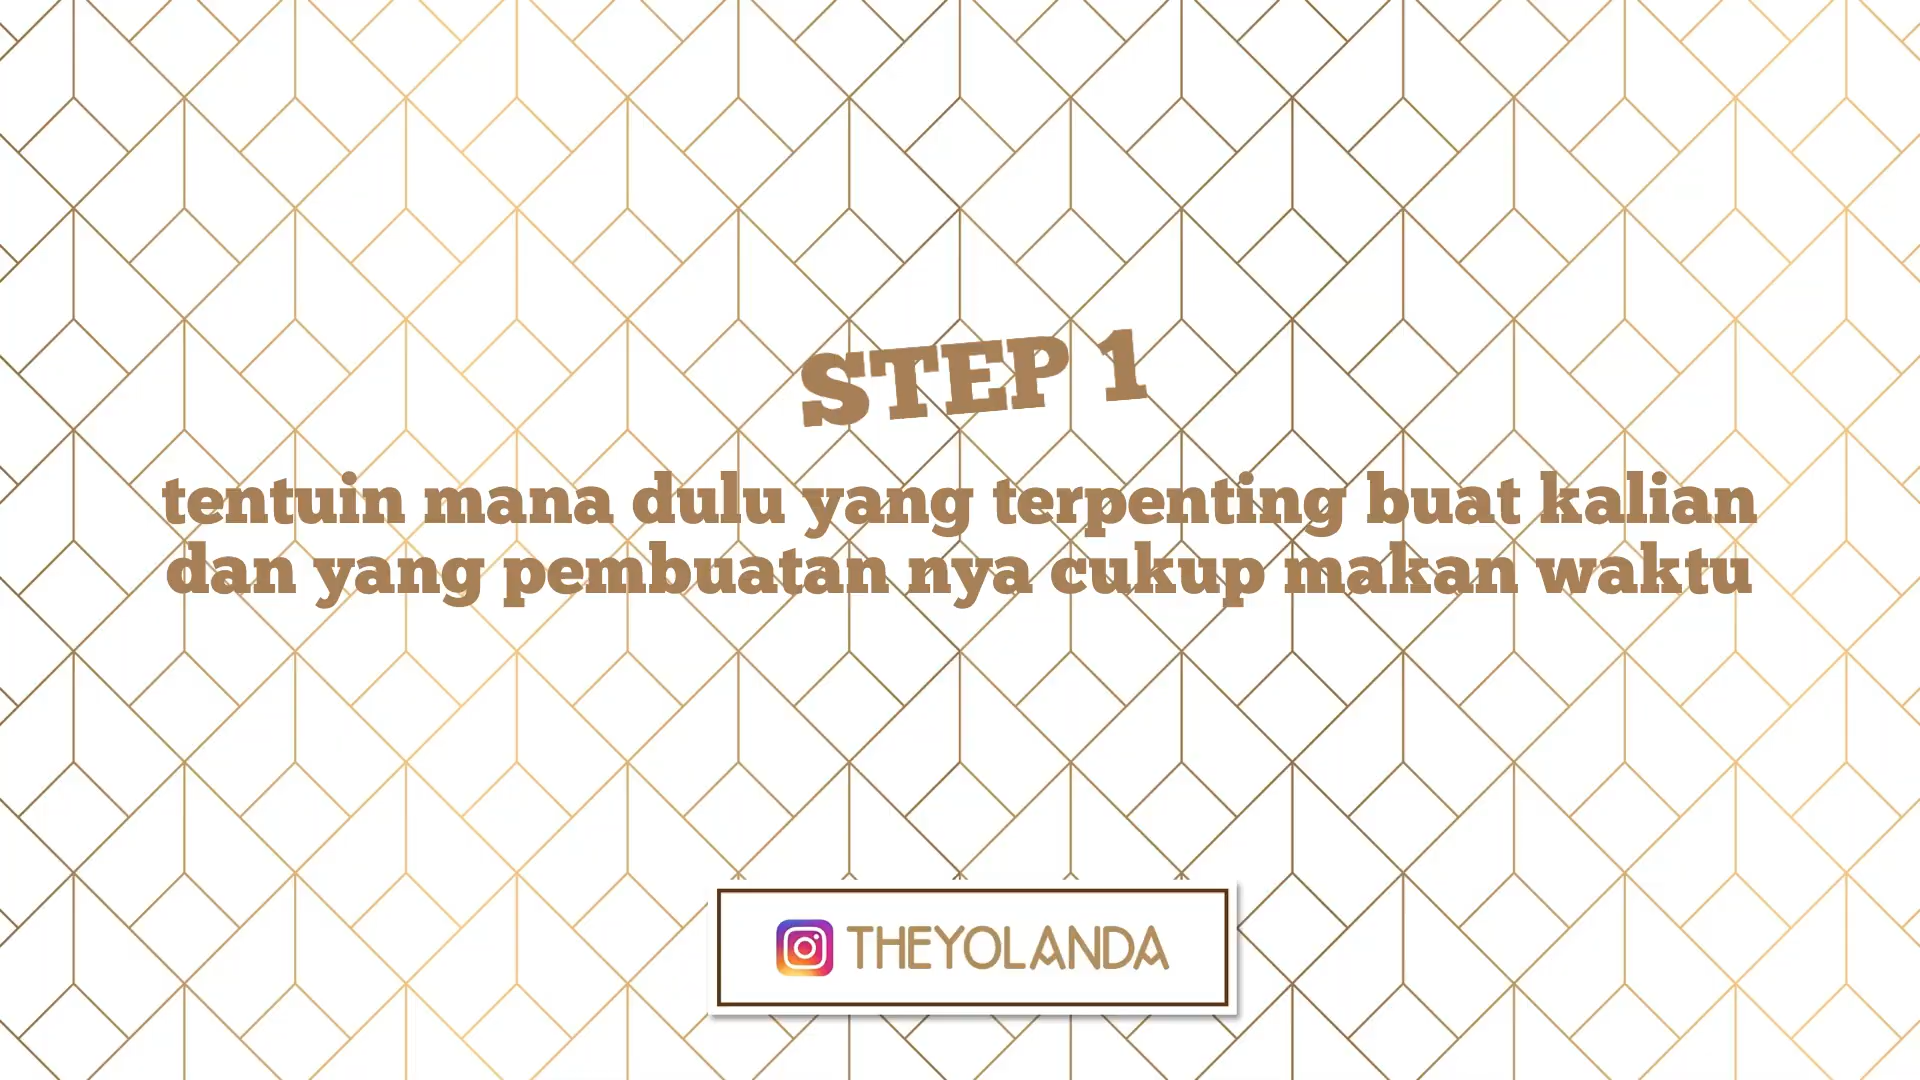 STEP 1
tentuin mana dulu yang terpenting buat kalian
dan yang pembuatan nya cukup makan waktu
THEYOLANDA